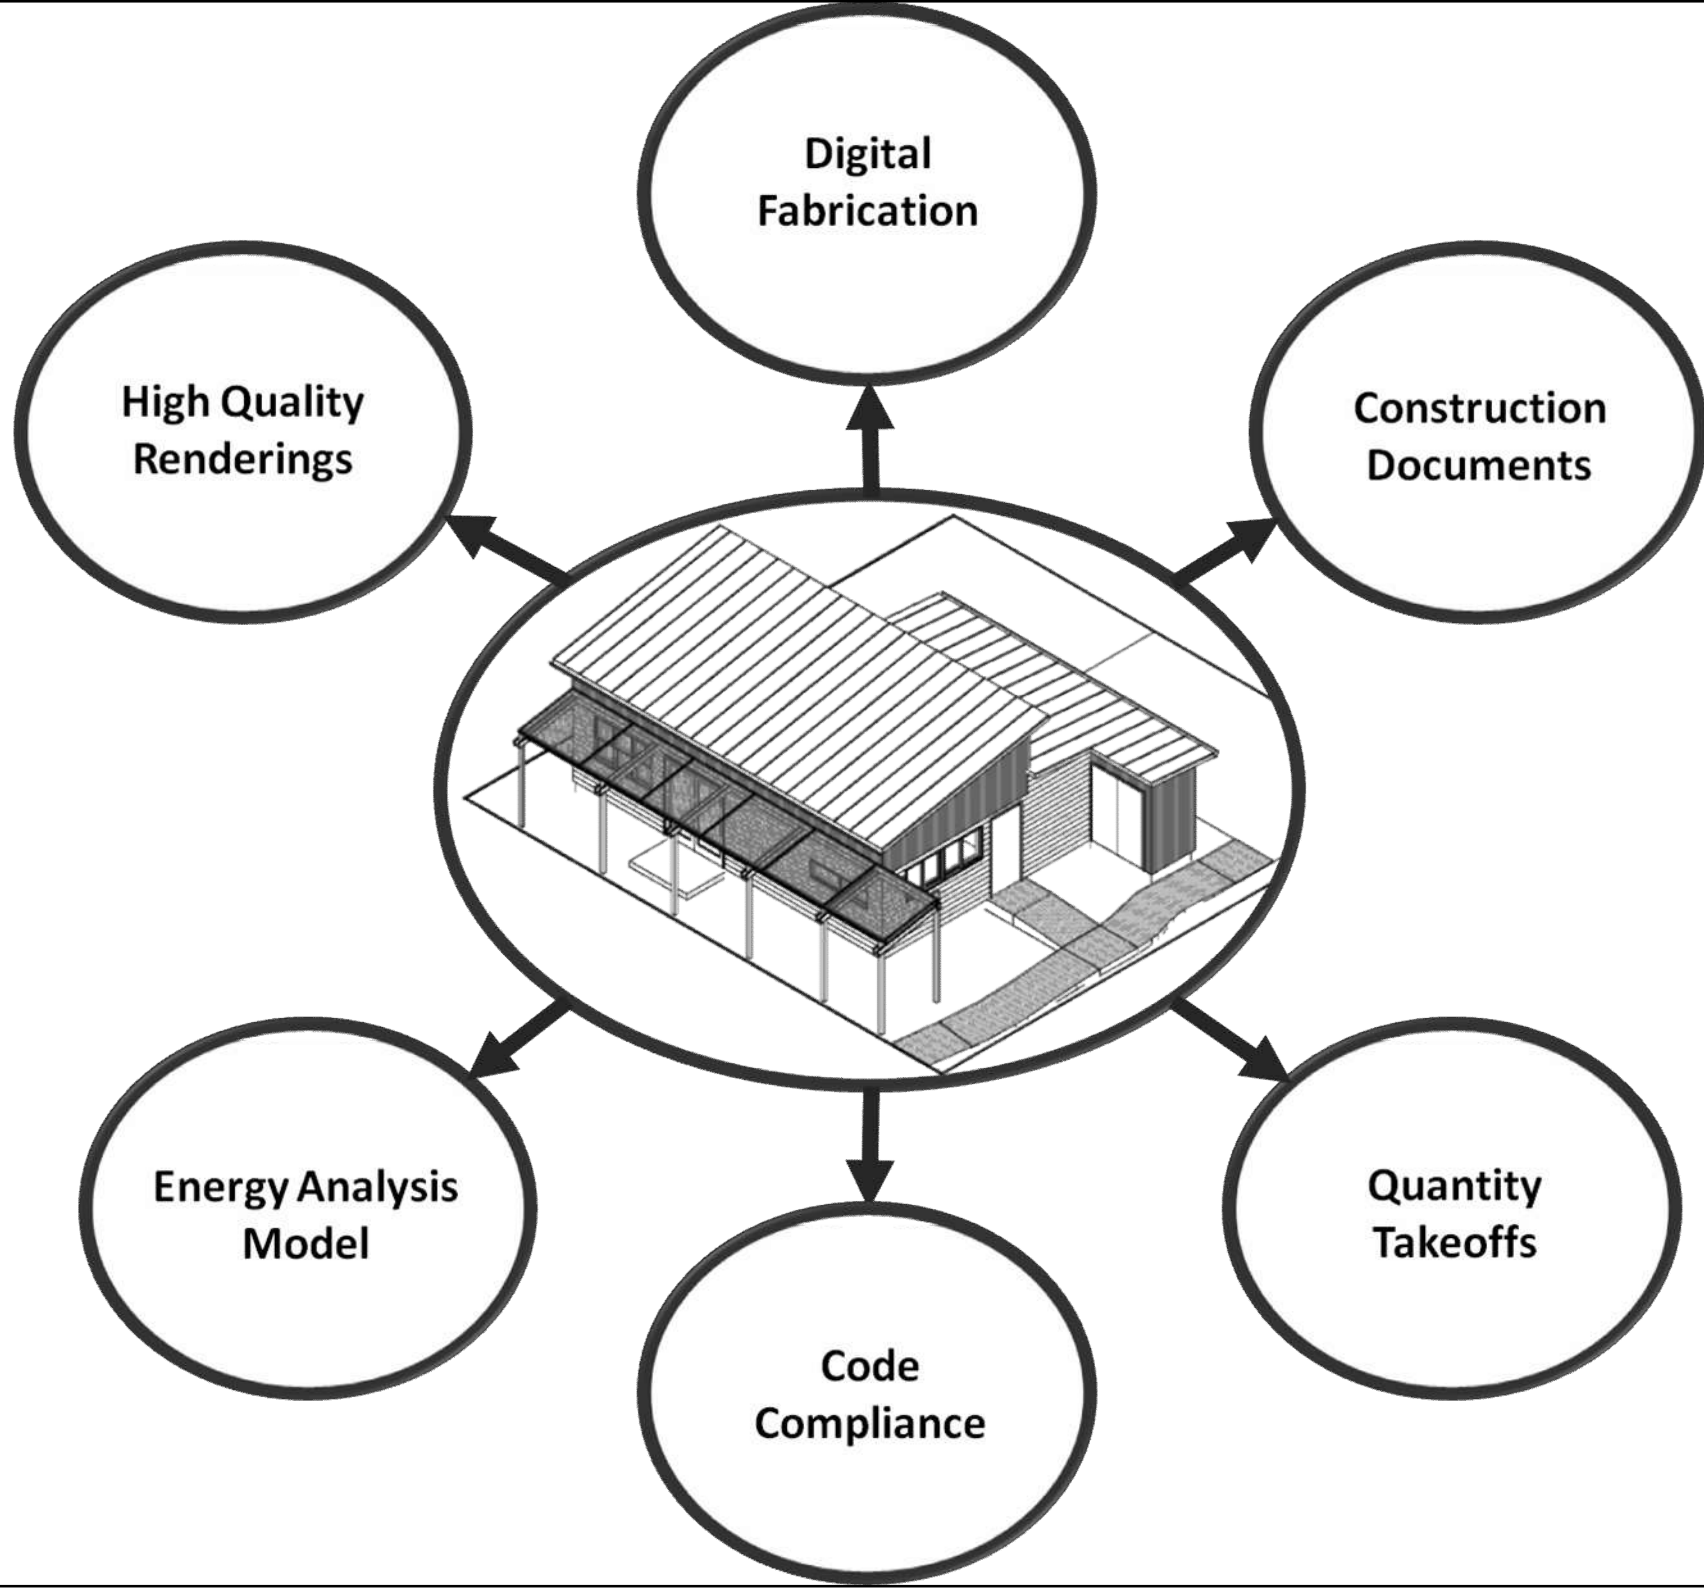 Digital
Fabrication
High Quality
Renderings
Construction
Documents
Energy Analysis
Model
Quantity
Takeoffs
Code
Compliance